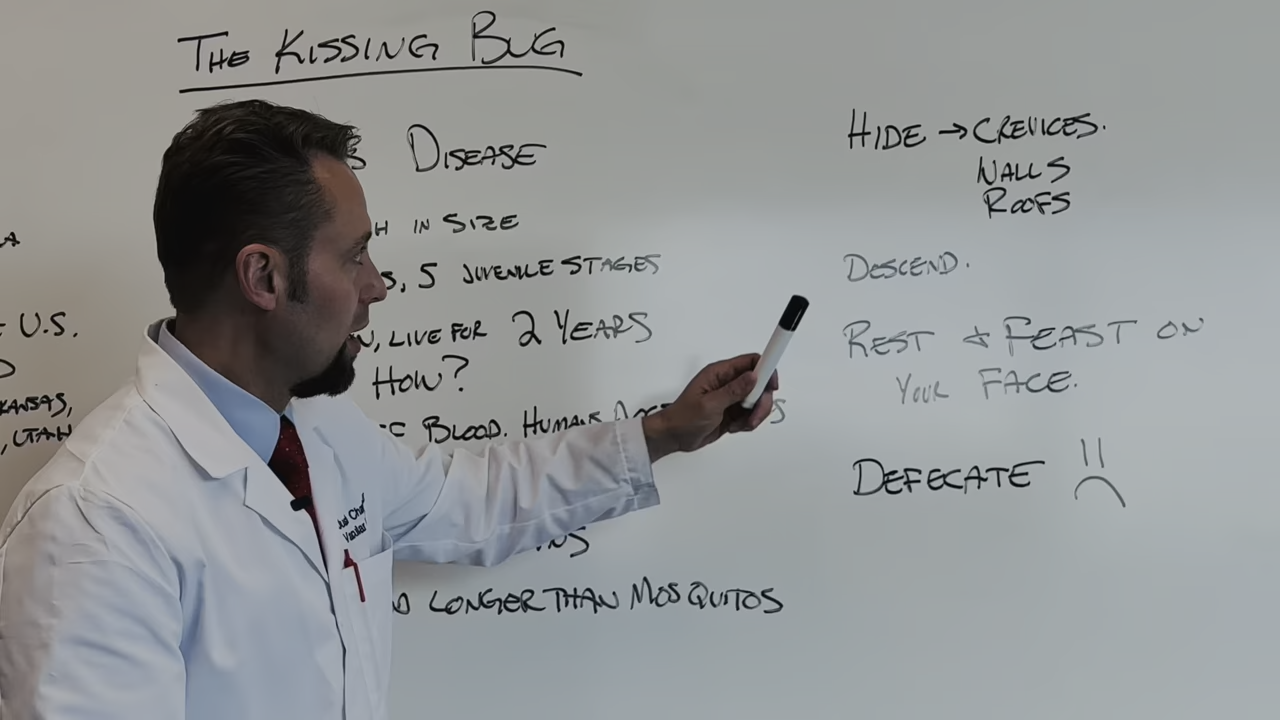 THE KISSING BUG
DISEASE
IN SIZE
5 JUVENILE STAGES
U.S.
LIVE FOR 2 YEARS
HOW?
UTAH
BLOOD. HUMANS
LONGER THAN MOSQUITOS
HIDE → CREVICES.
WALLS
ROOFS
DESCEND.
REST & FEAST ON
YOUR FACE.
DEFECATE